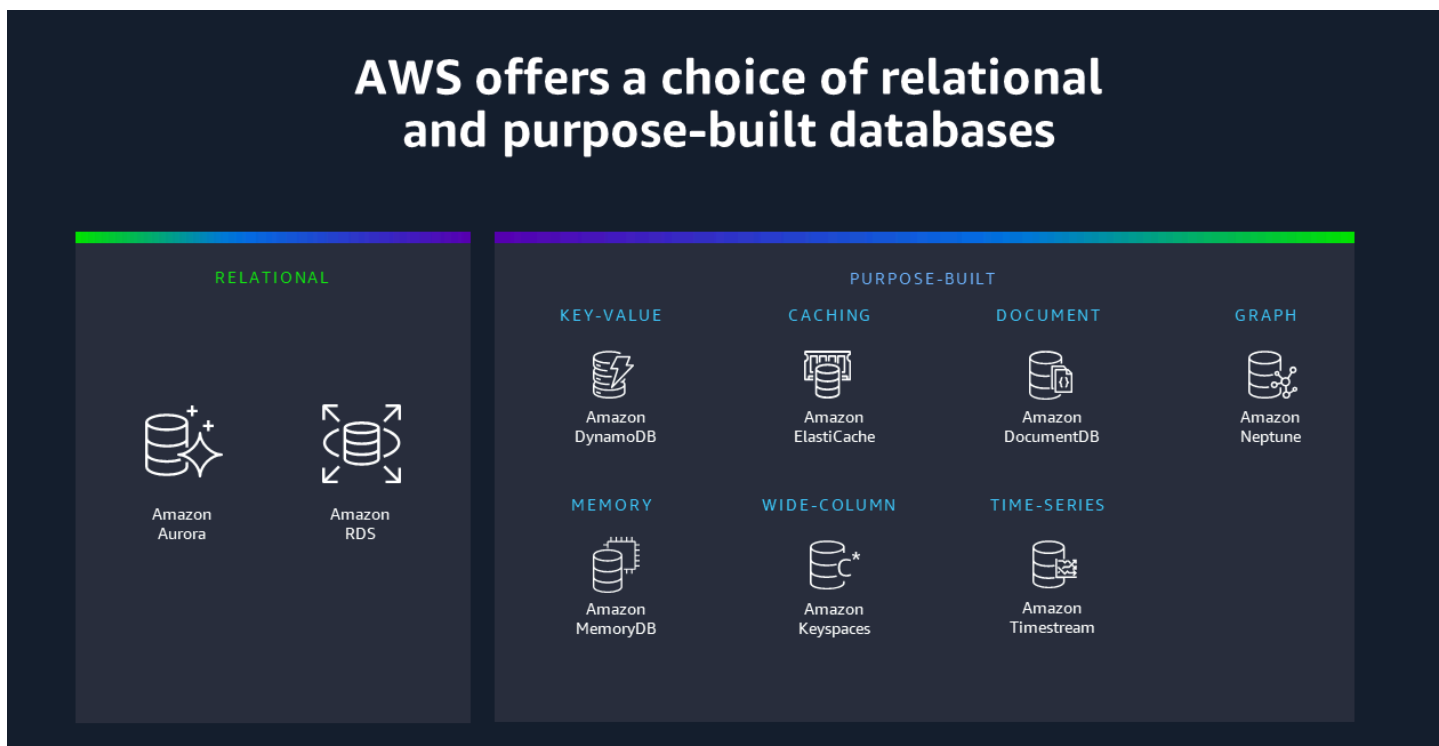 AWS offers a choice of relational
and purpose-built databases
RELATIONAL
Amazon
Aurora
Amazon
RDS
PURPOSE-BUILT
KEY-VALUE
Amazon
DynamoDB
CACHING
Amazon
ElastiCache
DOCUMENT
{}
Amazon
DocumentDB
GRAPH
Amazon
Neptune
MEMORY
Amazon
MemoryDB
WIDE-COLUMN
C*
Amazon
Keyspaces
TIME-SERIES
Amazon
Timestream